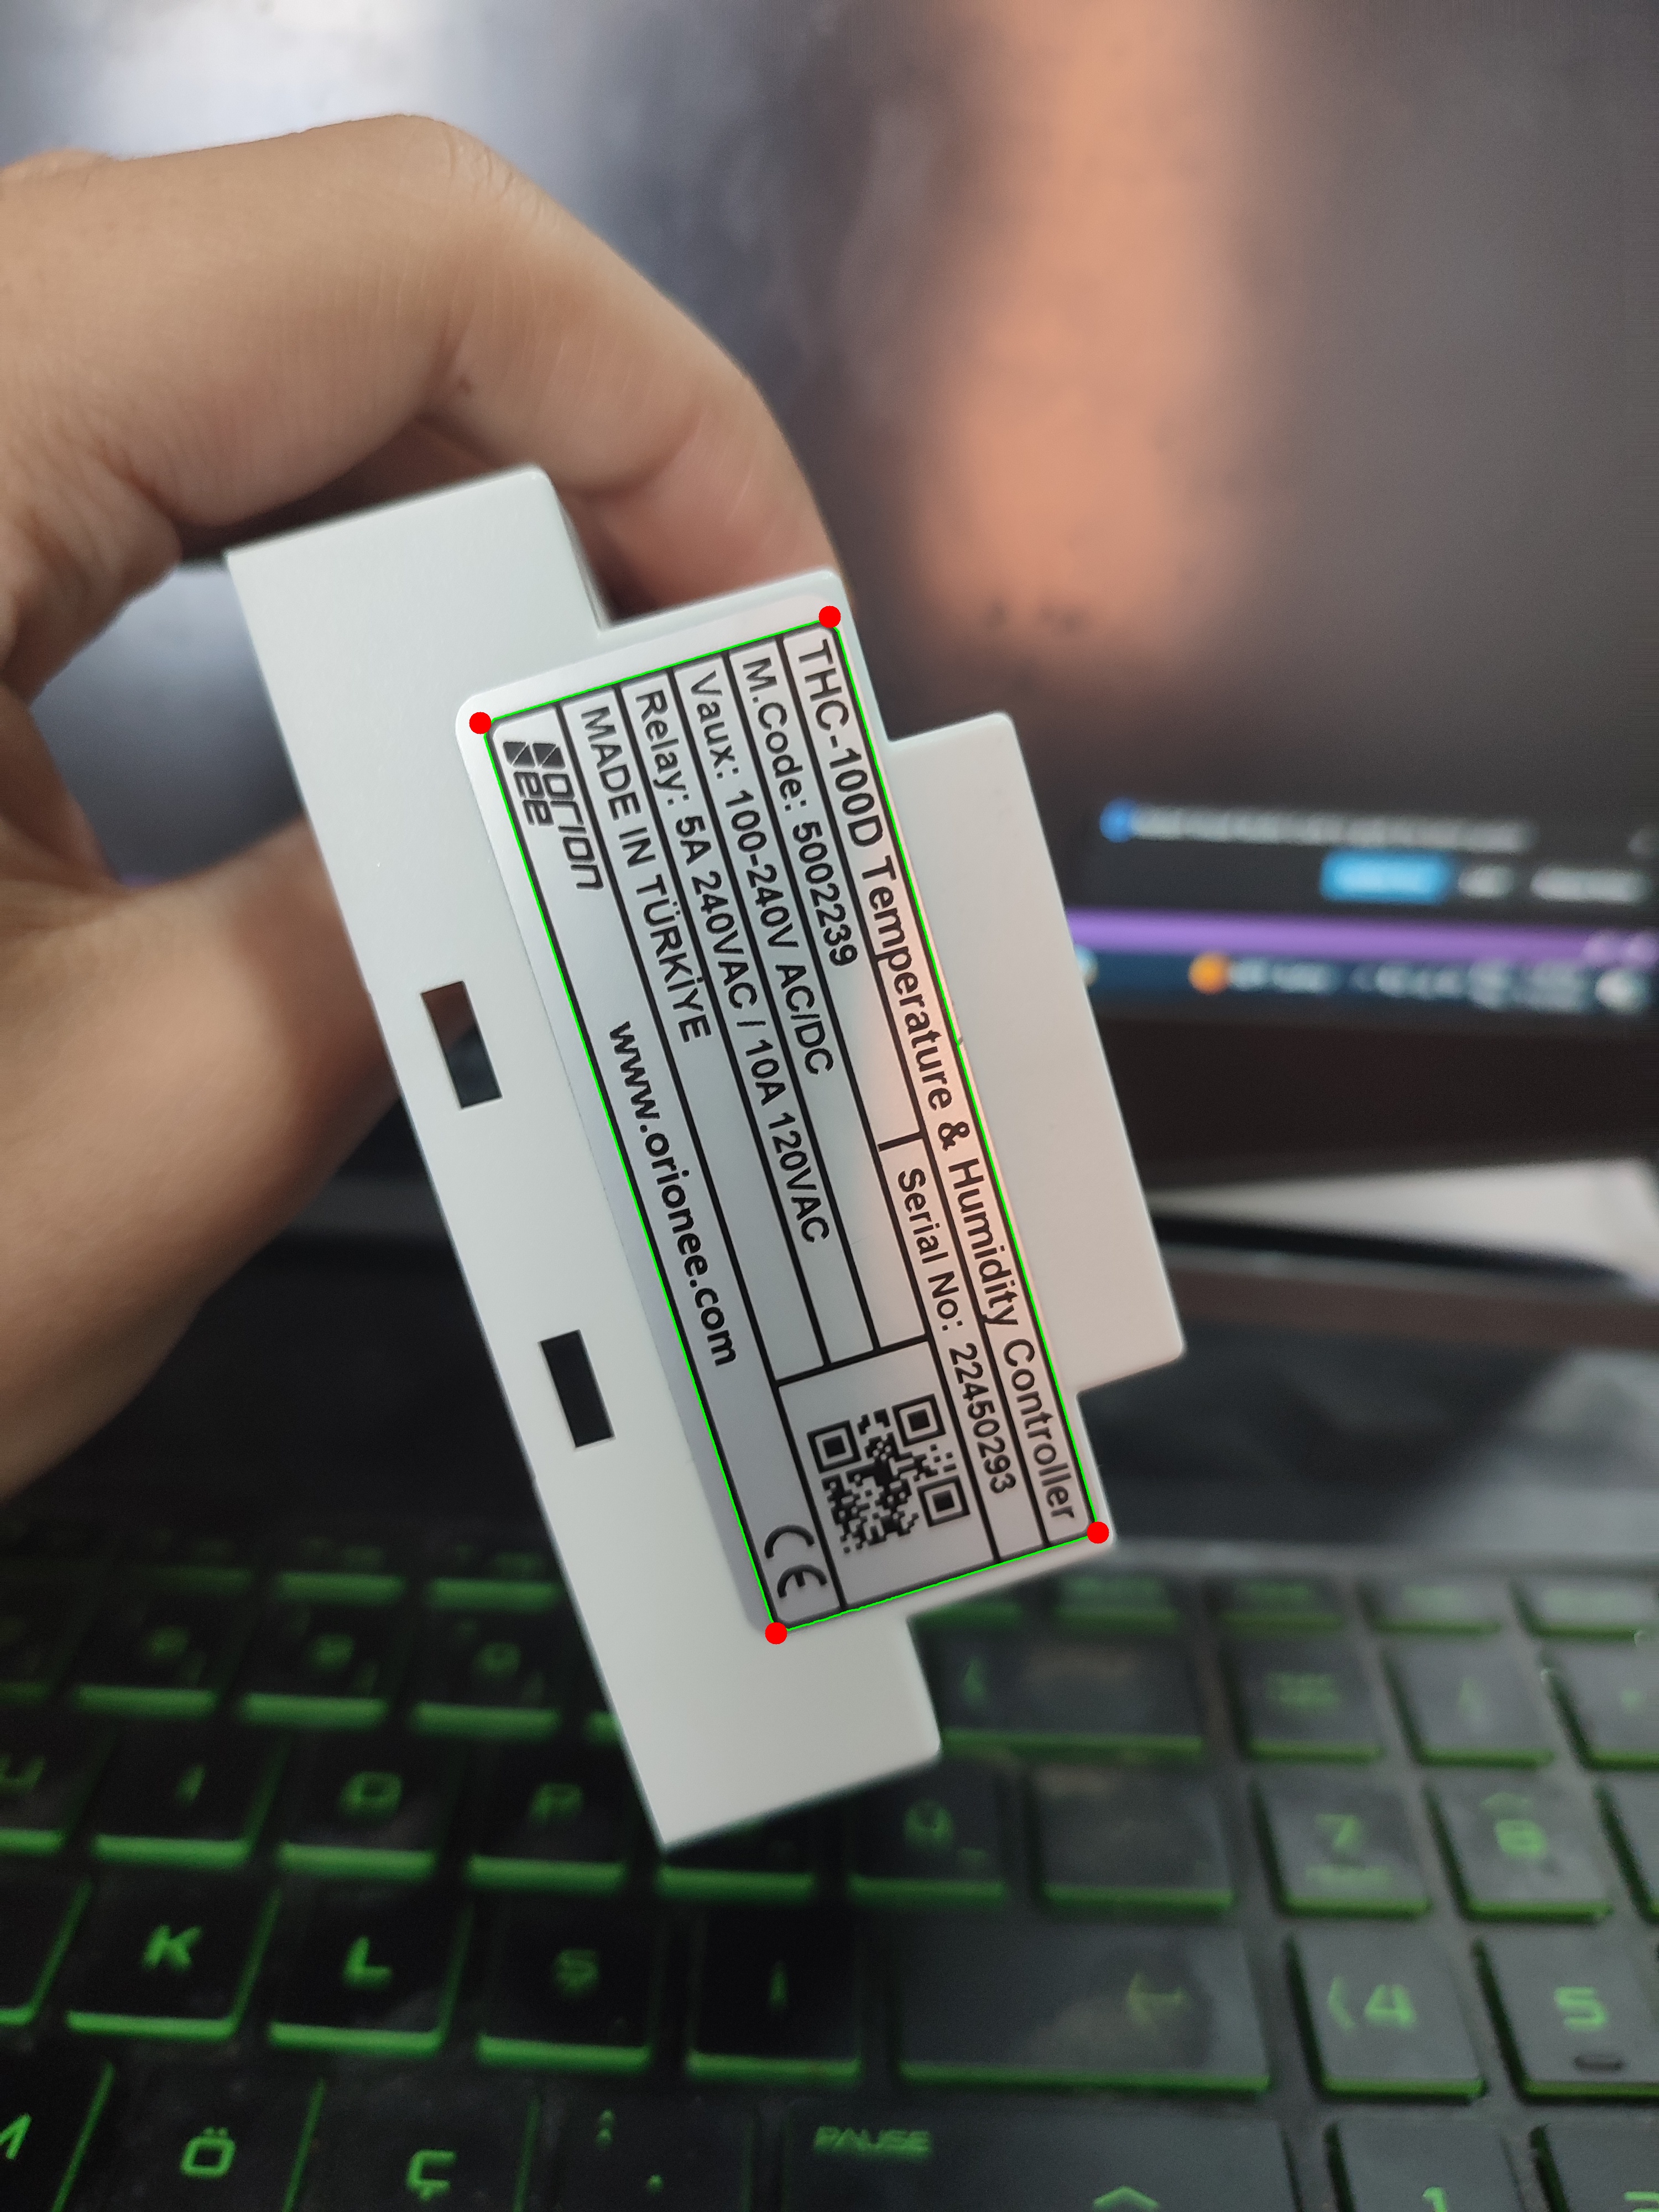 THC-100D Temperature & Humidity Controller
M.Code: 5002239
Serial No: 22450293
Vaux: 100-240V AC/DC
Relay: 5A 240VAC / 10A 120VAC
MADE IN TÜRKİYE
orion
ee
www.orionee.com
CE
K
L
Ş
İ
4
5
Ö
Ç
PAUSE
7
8
1